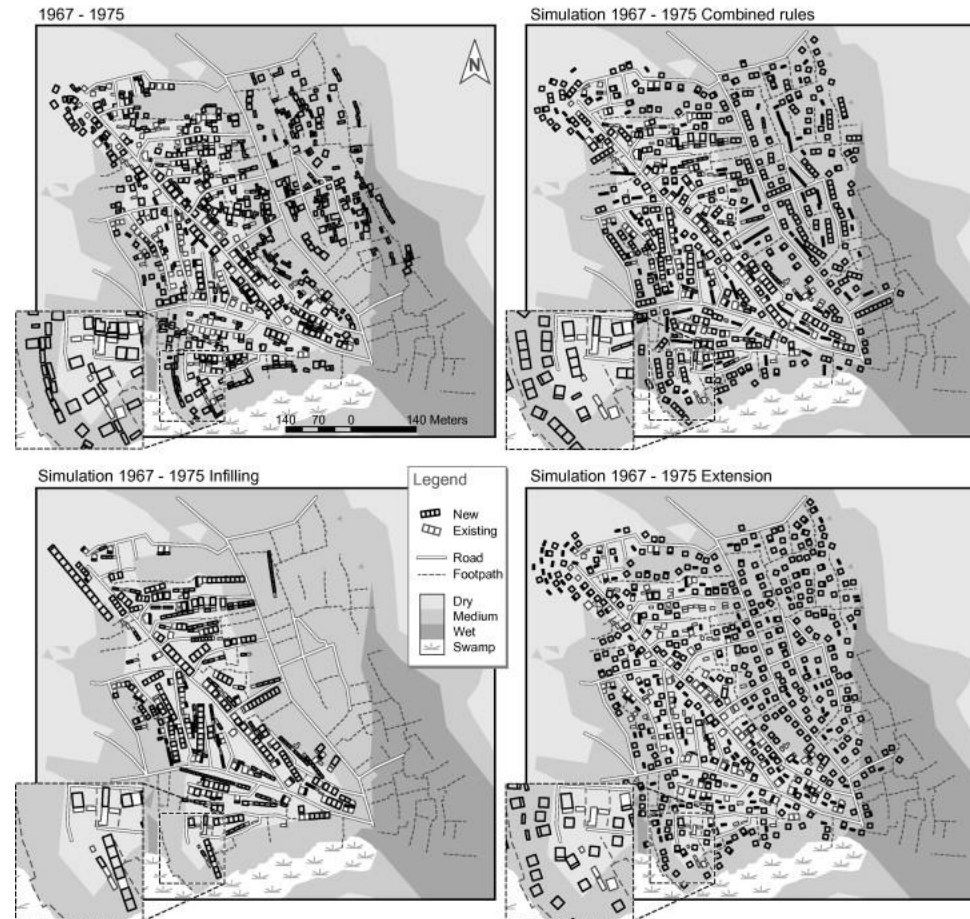 1967 - 1975
Simulation 1967 - 1975 Combined rules
N
140 70 0 140 Meters
Simulation 1967 - 1975 Infilling
Simulation 1967 - 1975 Extension
Legend
New
Existing
Road
Footpath
Dry
Medium
Wet
Swamp